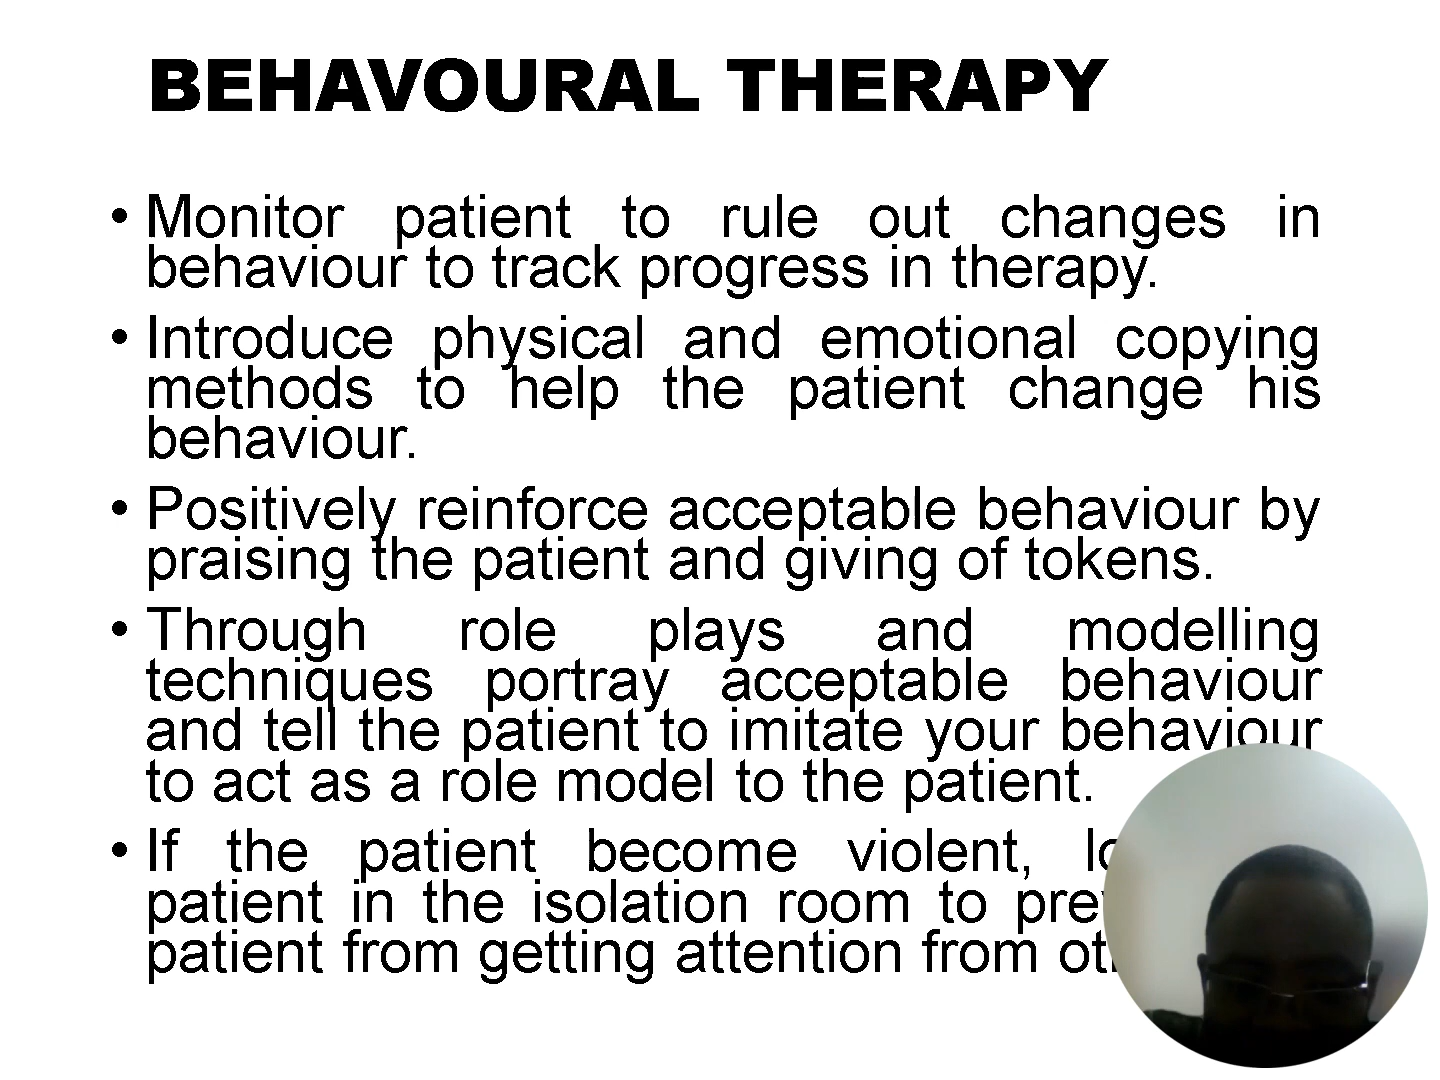 BEHAVOURAL THERAPY
• Monitor patient to rule out changes in
behaviour to track progress in therapy.
• Introduce physical and emotional copying
methods to help the patient change his
behaviour.
• Positively reinforce acceptable behaviour by
praising the patient and giving of tokens.
• Through role plays and modelling
techniques portray acceptable behaviour
and tell the patient to imitate your behaviour
to act as a role model to the patient.
• If the patient become violent,
patient in the isolation room to
patient from getting attention from